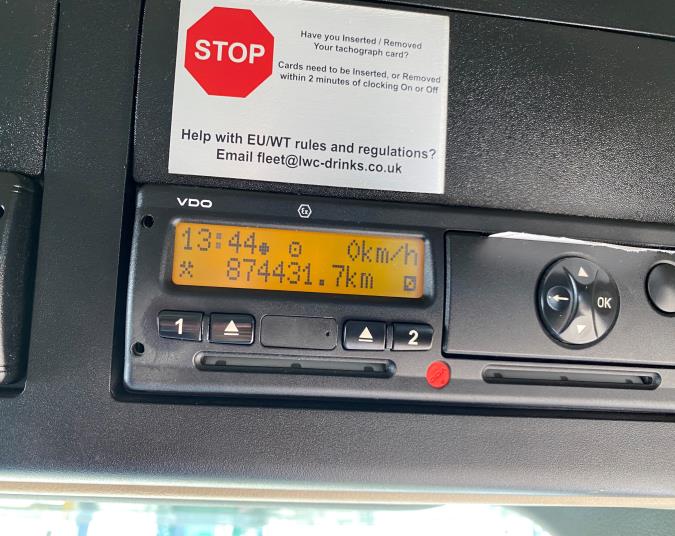 STOP
Have you Inserted / Removed
Your tachograph card?
Cards need to be Inserted, or Removed
within 2 minutes of clocking On or Off
Help with EU/WT rules and regulations?
Email fleet@lwc-drinks.co.uk
VDO
Ex
13:44 0km/h
874431.7km
OK
1
2